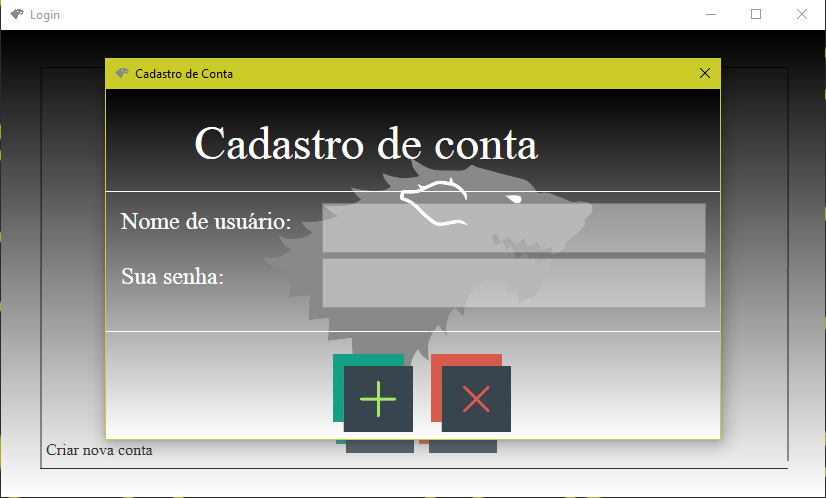 Login
Cadastro de Conta
Cadastro de conta
Nome de usuário:
Sua senha:
Criar nova conta